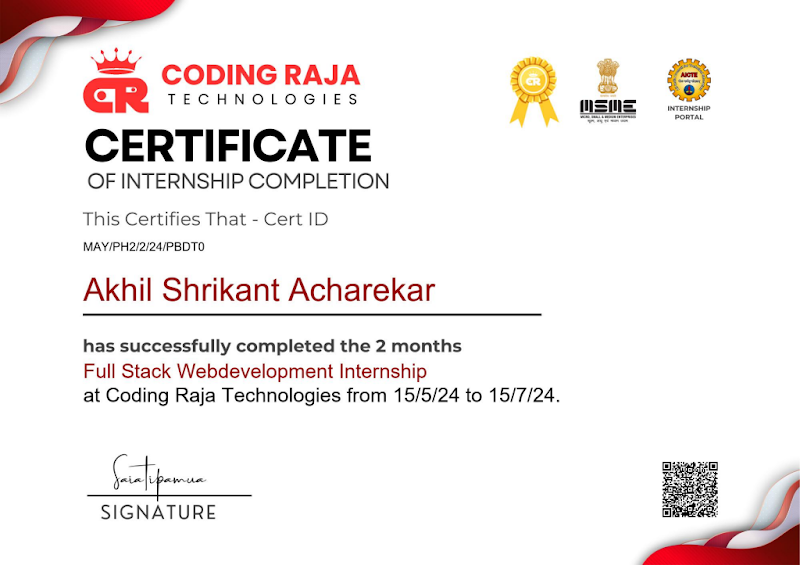 CODING RAJA
TECHNOLOGIES
CR
MSME
MICRO, SMALL & MEDIUM ENTERPRISES
AICTE
INTERNSHIP
PORTAL
CERTIFICATE
OF INTERNSHIP COMPLETION
This Certifies That - Cert ID
MAY/PH2/2/24/PBDT0
Akhil Shrikant Acharekar
has successfully completed the 2 months
Full Stack Webdevelopment Internship
at Coding Raja Technologies from 15/5/24 to 15/7/24.
Saiatipamua
SIGNATURE